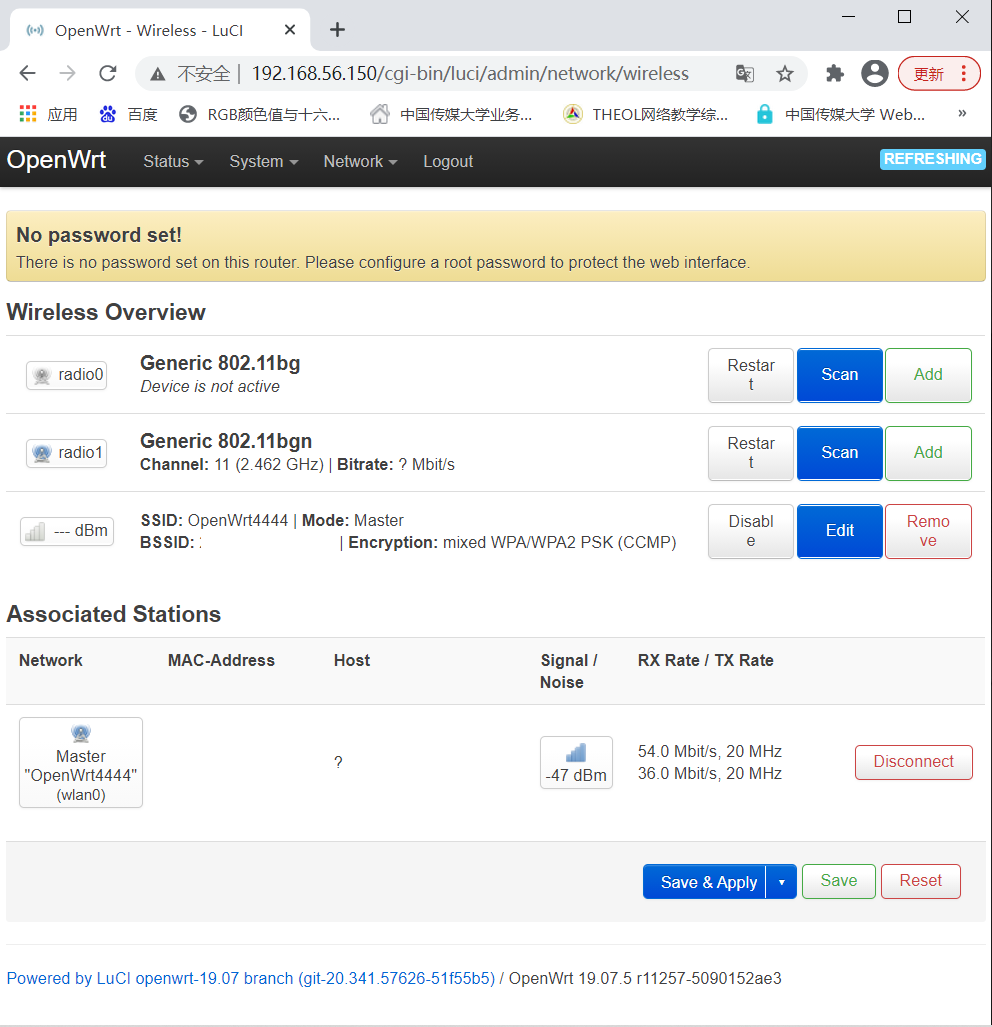 OpenWrt - Wireless - LuCI
不安全 | 192.168.56.150/cgi-bin/luci/admin/network/wireless
更新
应用 百度 RGB颜色值与十六... 中国传媒大学业务... THEOL网络教学综... 中国传媒大学 Web... »
OpenWrt Status System Network Logout REFRESHING
No password set!
There is no password set on this router. Please configure a root password to protect the web interface.
Wireless Overview
radio0
Generic 802.11bg
Device is not active
Restar
t
Scan
Add
radio1
Generic 802.11bgn
Channel: 11 (2.462 GHz) | Bitrate: ? Mbit/s
Restar
t
Scan
Add
--- dBm
SSID: OpenWrt4444 | Mode: Master
BSSID: | Encryption: mixed WPA/WPA2 PSK (CCMP)
Disabl
e
Edit
Remo
ve
Associated Stations
Network MAC-Address Host Signal / RX Rate / TX Rate
Noise
Master
"OpenWrt4444"
(wlan0)
?
-47 dBm
54.0 Mbit/s, 20 MHz
36.0 Mbit/s, 20 MHz
Disconnect
Save & Apply Save Reset
Powered by LuCI openwrt-19.07 branch (git-20.341.57626-51f55b5) / OpenWrt 19.07.5 r11257-5090152ae3